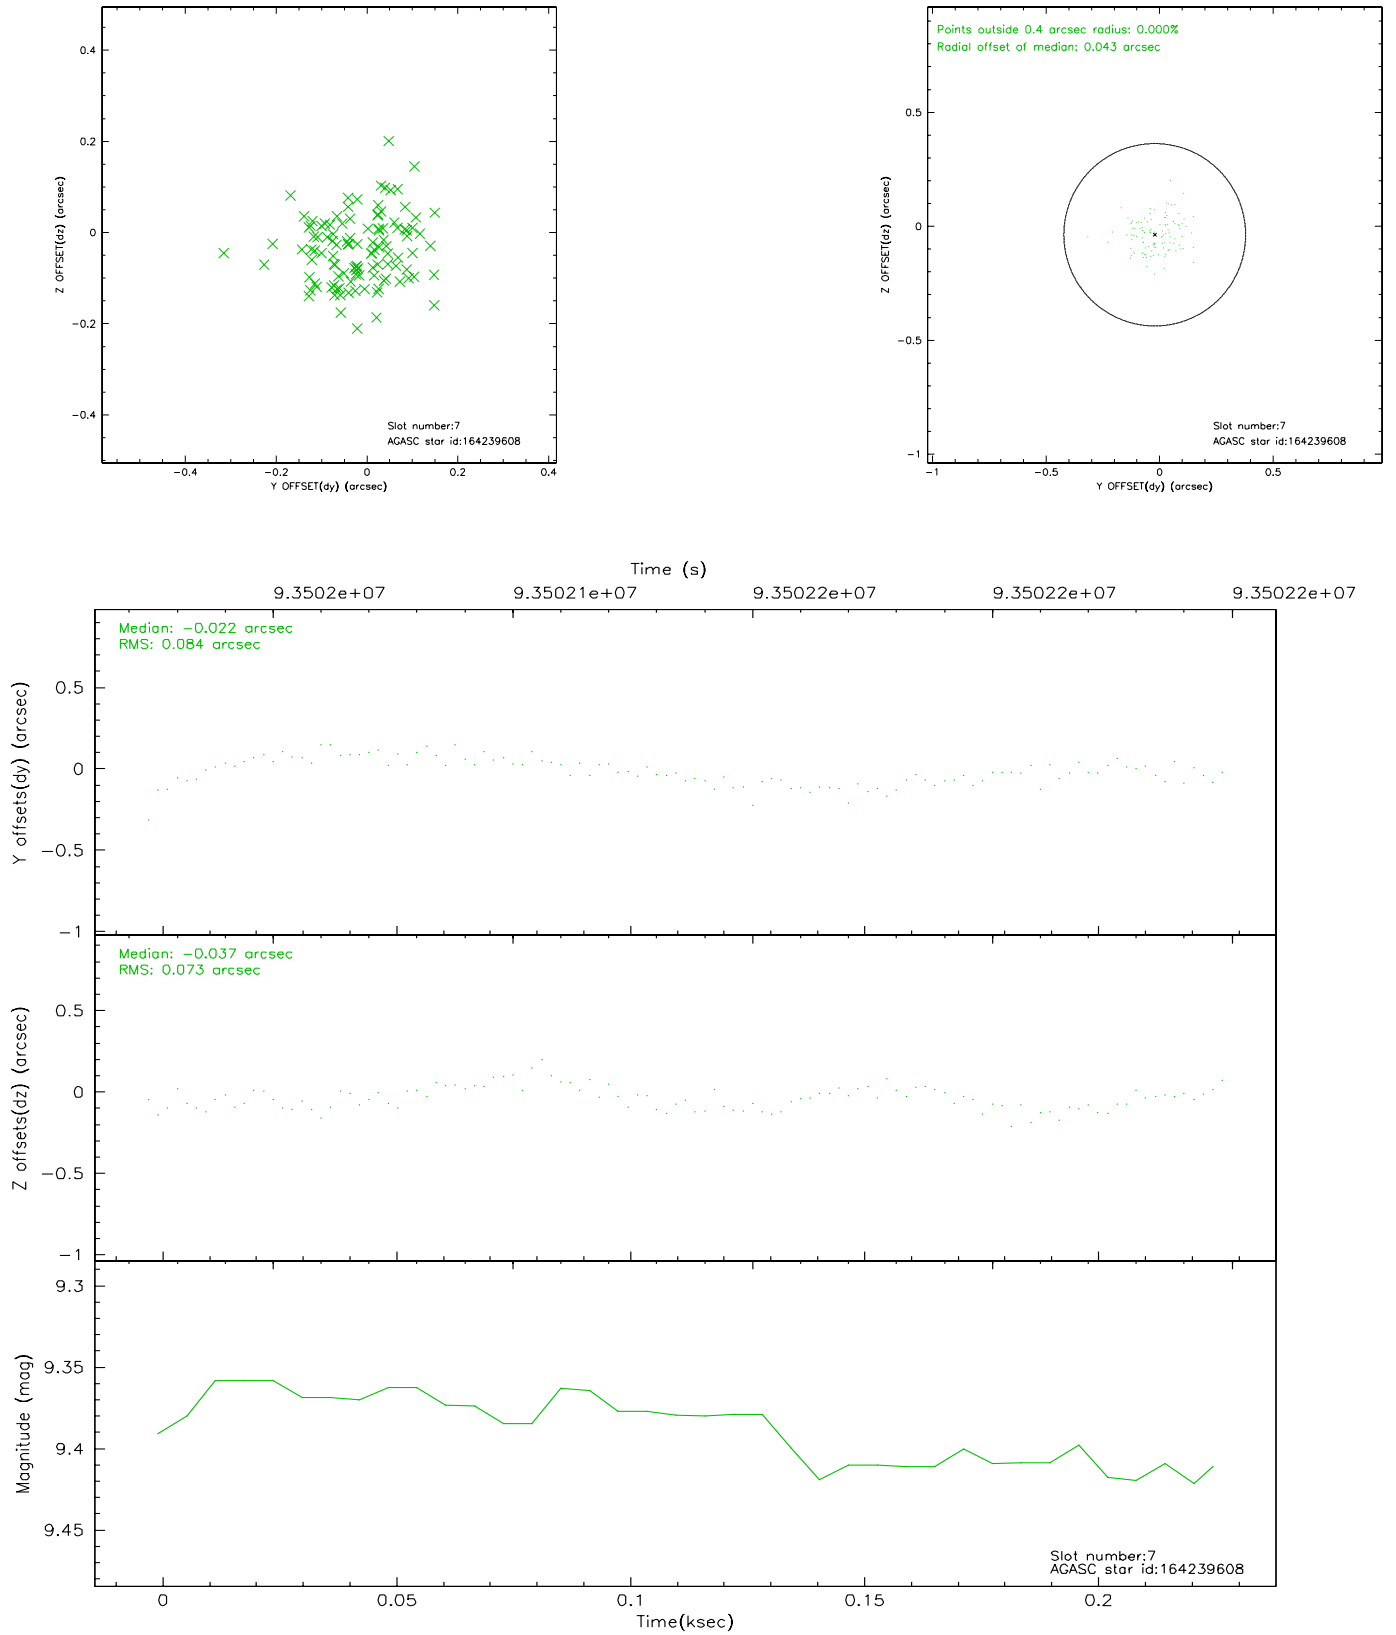 0.4
0.2
0
−0.2
−0.4
Z OFFSET(dz) (arcsec)
Slot number:7
AGASC star id:164239608
−0.4 −0.2 0 0.2 0.4
Y OFFSET(dy) (arcsec)
Points outside 0.4 arcsec radius: 0.000%
Radial offset of median: 0.043 arcsec
0.5
0
−0.5
−1
Z OFFSET(dz) (arcsec)
Slot number:7
AGASC star id:164239608
−1 −0.5 0 0.5
Y OFFSET(dy) (arcsec)
Time (s)
9.3502e+07 9.35021e+07 9.35022e+07 9.35022e+07 9.35022e+07
Median: −0.022 arcsec
RMS: 0.084 arcsec
0.5
0
−0.5
−1
Y offsets(dy) (arcsec)
Median: −0.037 arcsec
RMS: 0.073 arcsec
0.5
0
−0.5
−1
Z offsets(dz) (arcsec)
9.3
9.35
9.4
9.45
Magnitude (mag)
Slot number:7
AGASC star id:164239608
0 0.05 0.1 0.15 0.2
Time(ksec)